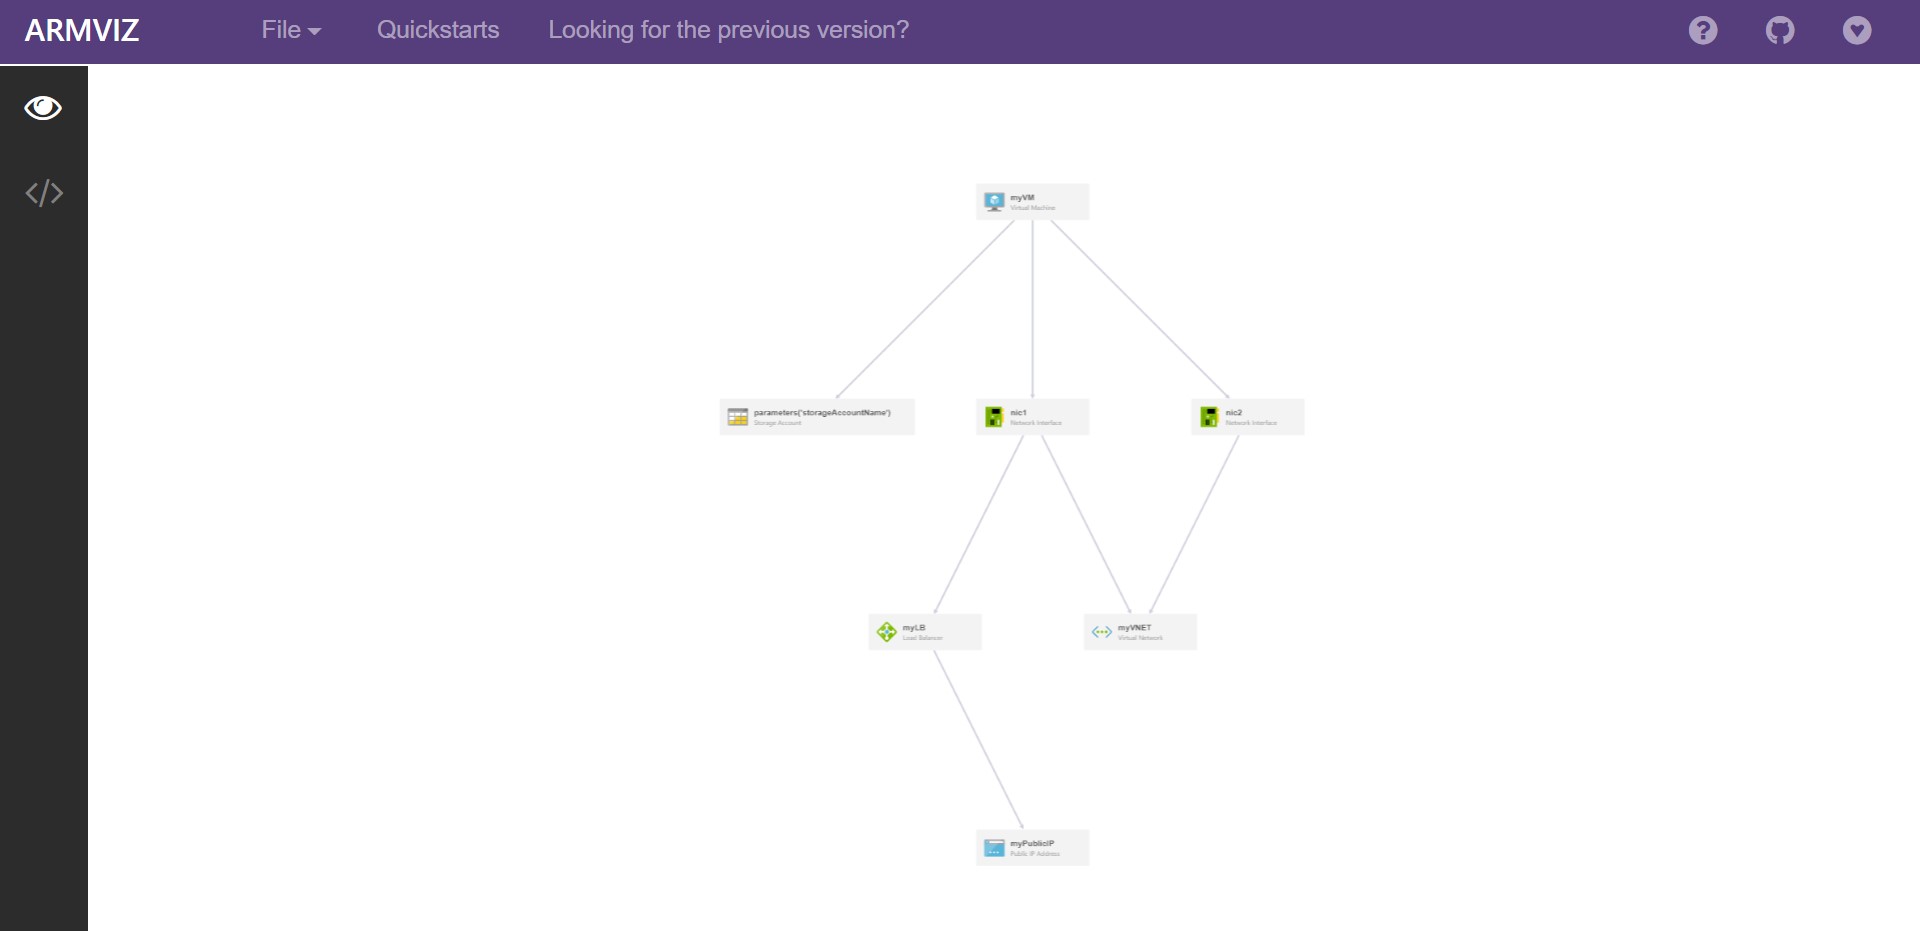 ARMVIZ
File
Quickstarts
Looking for the previous version?
myVM
Virtual Machine
parameters('storageAccountName')
Storage Account
nic1
Network Interface
nic2
Network Interface
myLB
Load Balancer
myVNET
Virtual Network
myPublicIP
Public IP Address